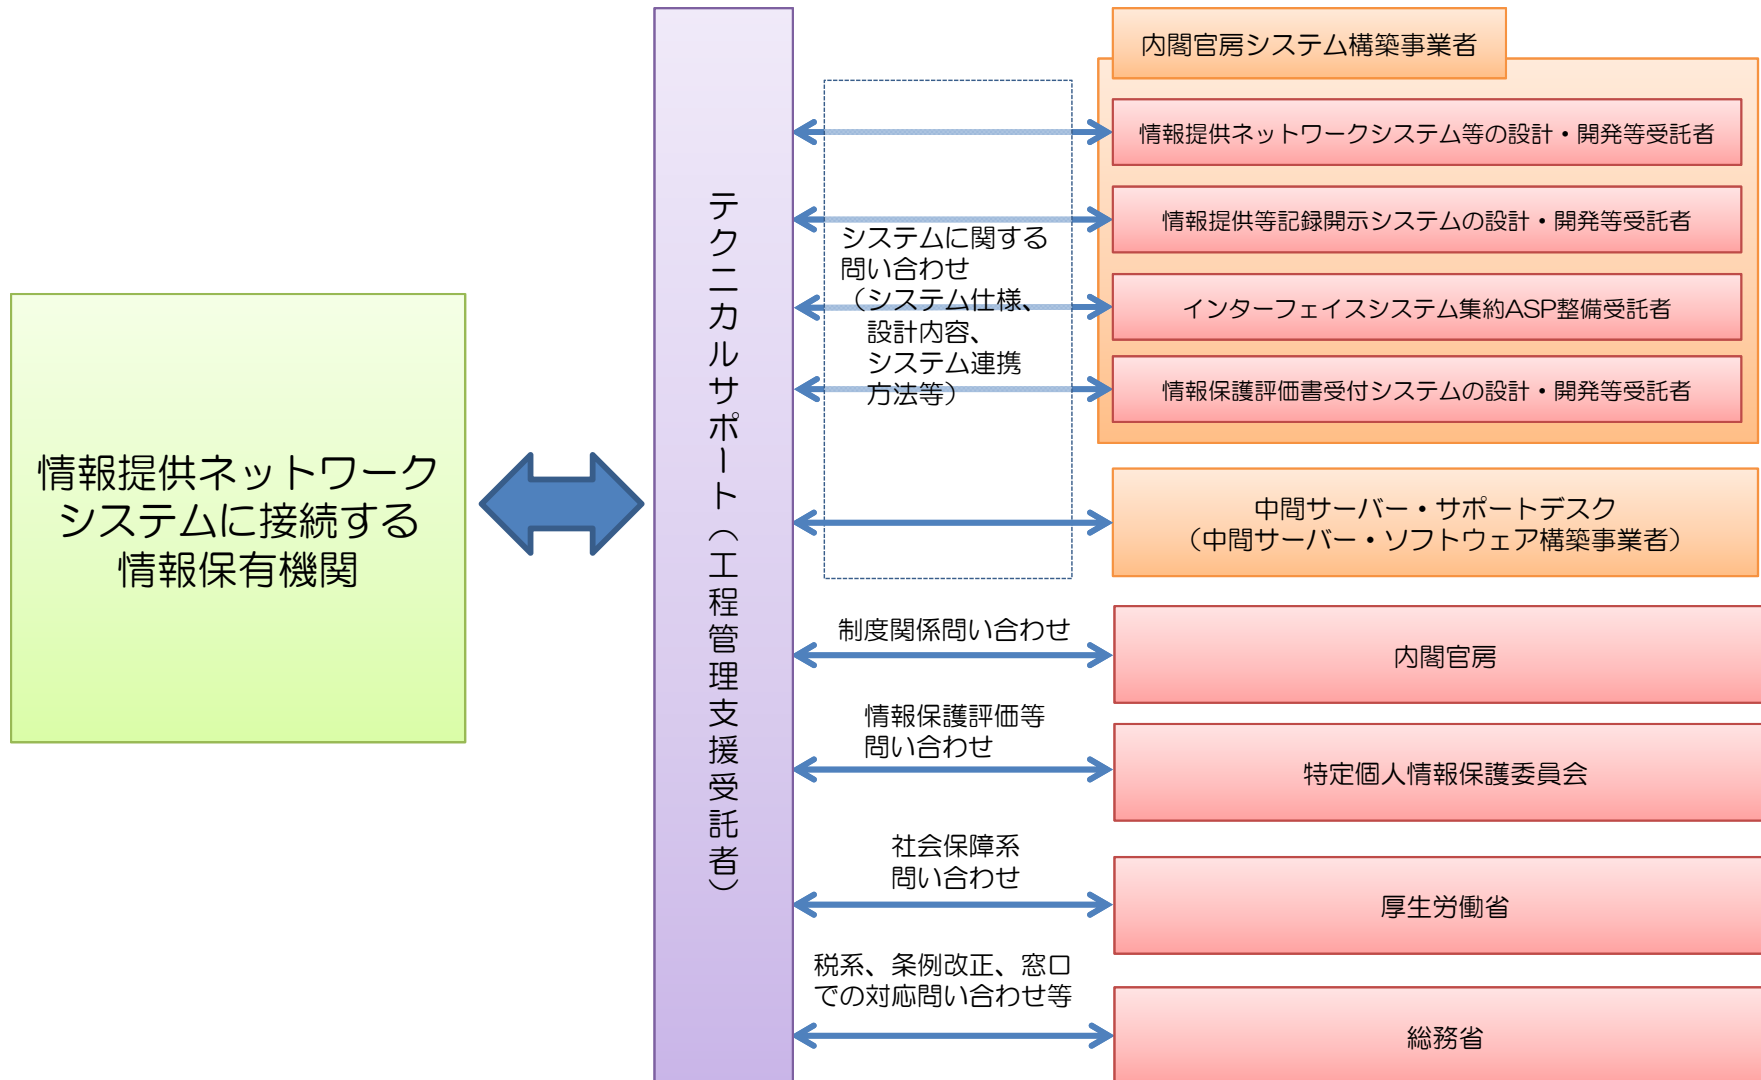 情報提供ネットワーク
システムに接続する
情報保有機関
テクニカルサポート（工程管理支援受託者）
システムに関する
問い合わせ
（システム仕様、
設計内容、
システム連携
方法等）
制度関係問い合わせ
情報保護評価等
問い合わせ
社会保障系
問い合わせ
税系、条例改正、窓口
での対応問い合わせ等
内閣官房システム構築事業者
情報提供ネットワークシステム等の設計・開発等受託者
情報提供等記録開示システムの設計・開発等受託者
インターフェイスシステム集約ASP整備受託者
情報保護評価書受付システムの設計・開発等受託者
中間サーバー・サポートデスク
（中間サーバー・ソフトウェア構築事業者）
内閣官房
特定個人情報保護委員会
厚生労働省
総務省